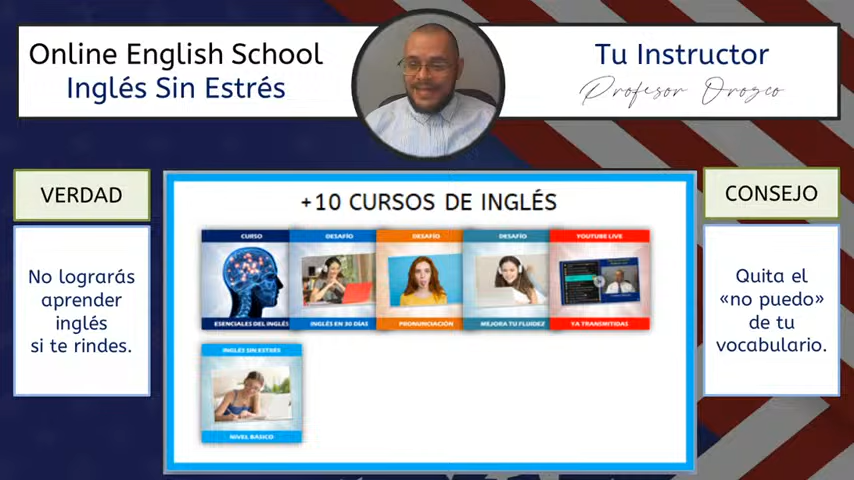 Online English School
Inglés Sin Estrés
Tu Instructor
Profesor Orozco
VERDAD
No lograrás
aprender
inglés
si te rindes.
+10 CURSOS DE INGLÉS
CURSO
ESENCIALES DEL INGLÉS
DESAFÍO
INGLÉS EN 30 DÍAS
DESAFÍO
PRONUNCIACIÓN
DESAFÍO
MEJORA TU FLUIDEZ
YOUTUBE LIVE
YA TRANSMITIDAS
INGLÉS SIN ESTRÉS
NIVEL BÁSICO
CONSEJO
Quita el
«no puedo»
de tu
vocabulario.